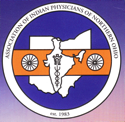 ASSOCIATION OF INDIAN PHYSICIANS OF NORTHERN OHIO
est. 1983